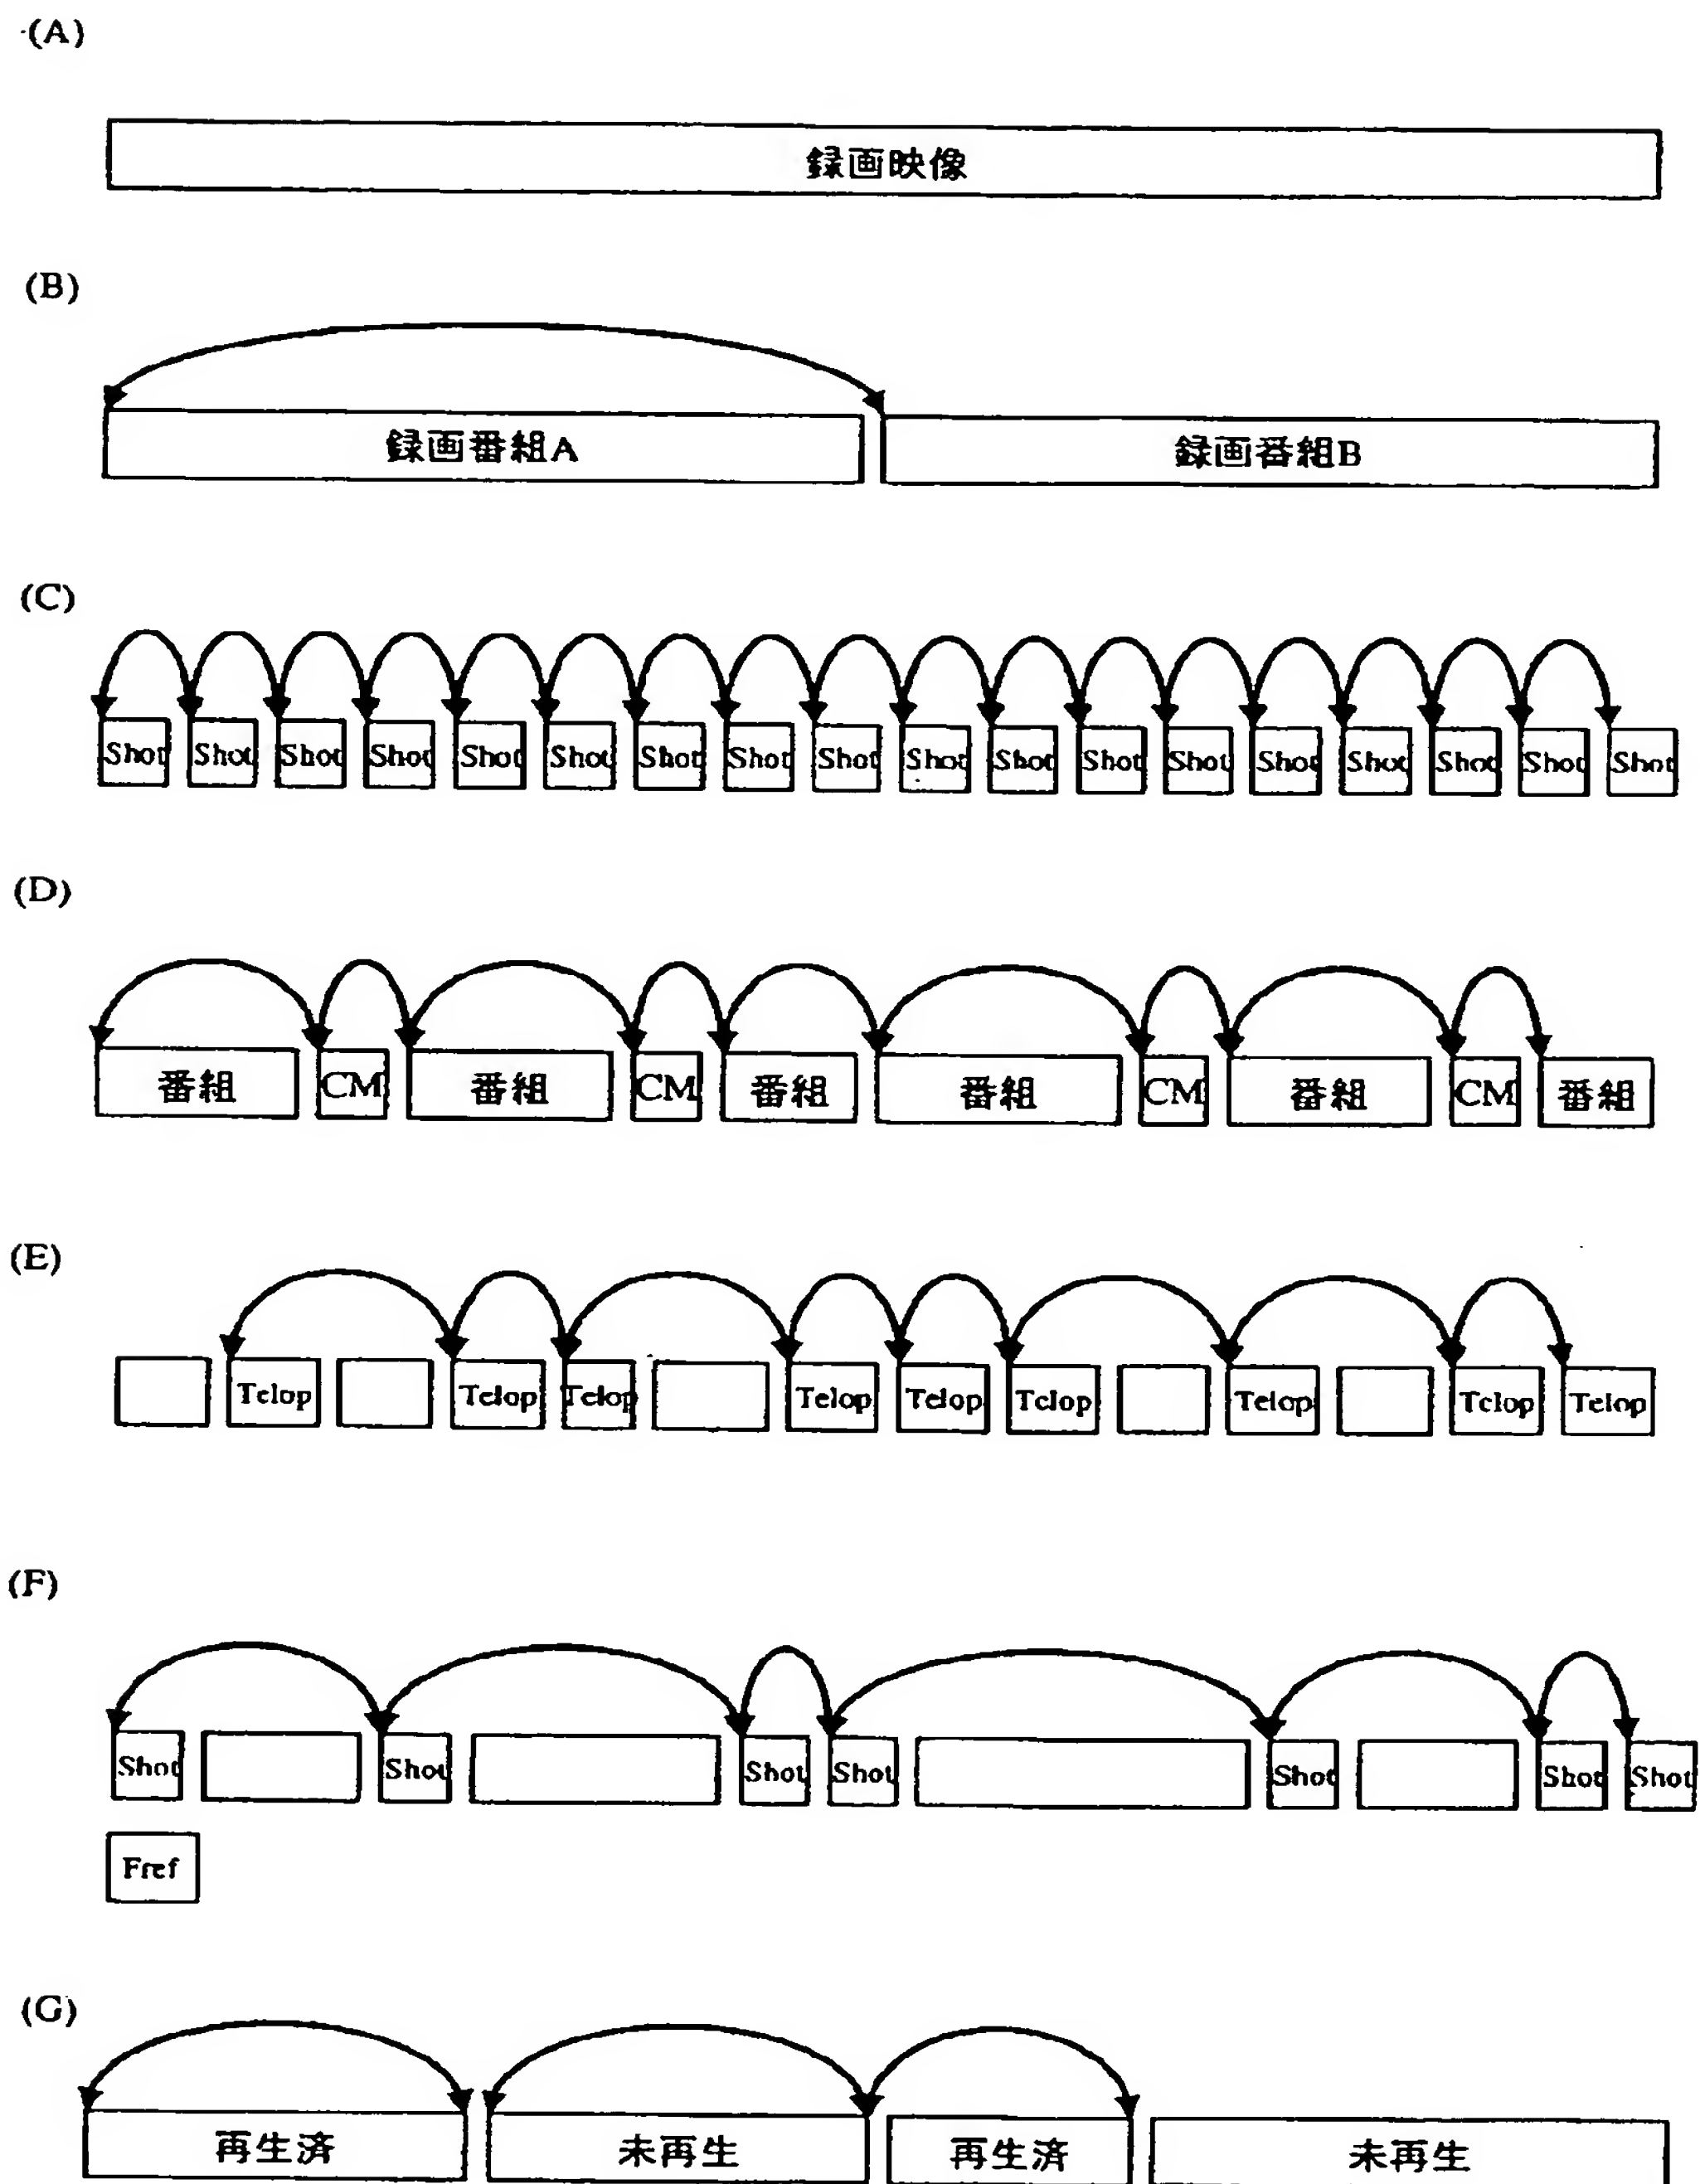 (A)
録画映像
(B)
録画番組A 録画番組B
(C)
Shot Shot Shot Shot Shot Shot Shot Shot Shot Shot Shot Shot Shot Shot Shot Shot Shot Shot
(D)
番組 CM 番組 CM 番組 番組 CM 番組 CM 番組
(E)
Telop Telop Telop Telop Telop Telop Telop Telop Telop
(F)
Shot Shot Shot Shot Shot Shot Shot
Fref
(G)
再生済 未再生 再生済 未再生